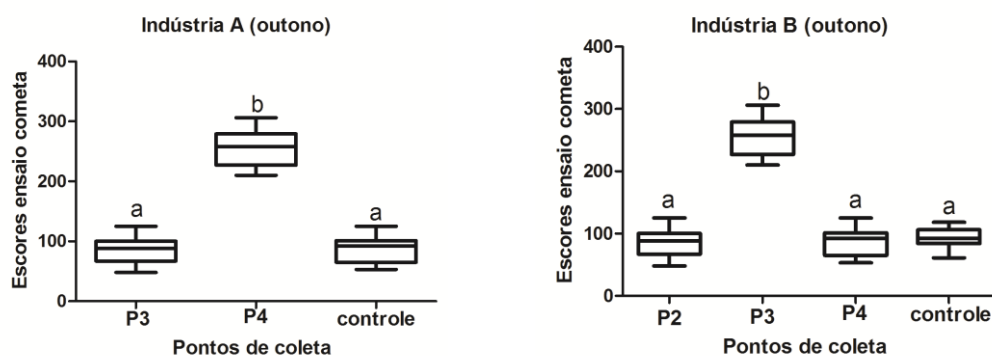 Indústria A (outono)
Escores ensaio cometa
400
300
200
100
0
b
a
a
P3 P4 controle
Pontos de coleta
Indústria B (outono)
Escores ensaio cometa
400
300
200
100
0
b
a
a
a
P2 P3 P4 controle
Pontos de coleta